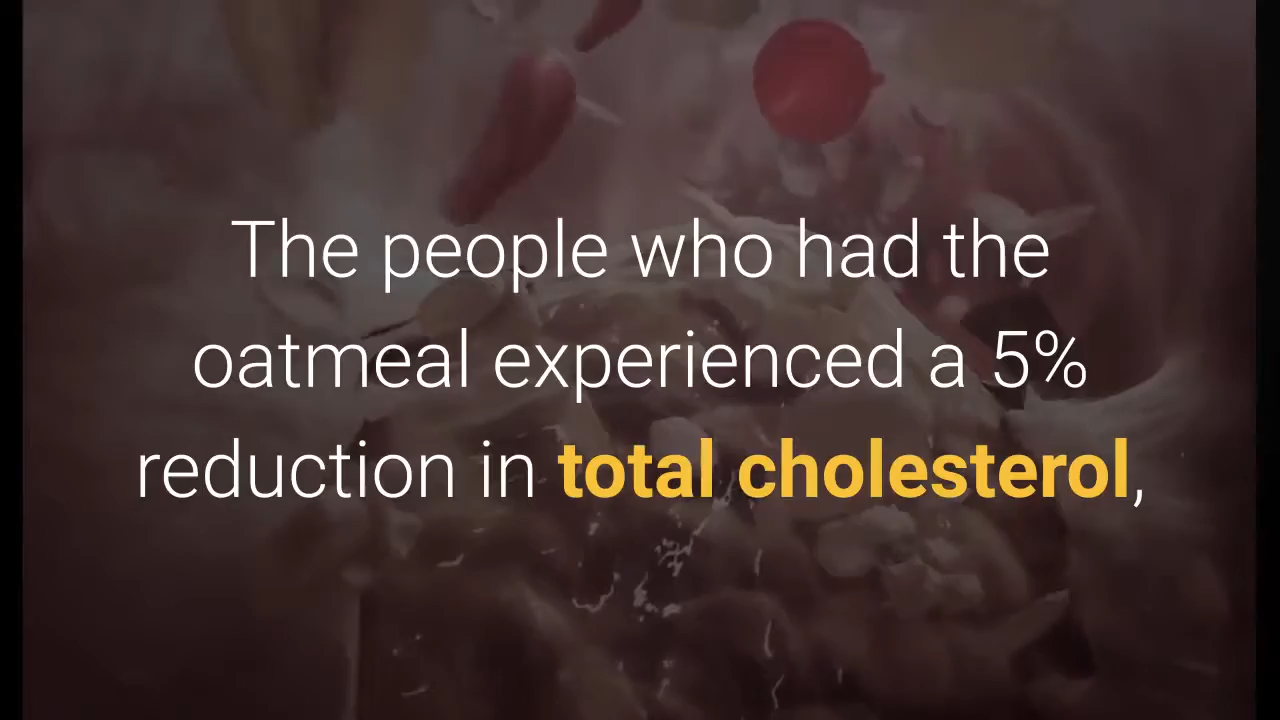 The people who had the
oatmeal experienced a 5%
reduction in total cholesterol,